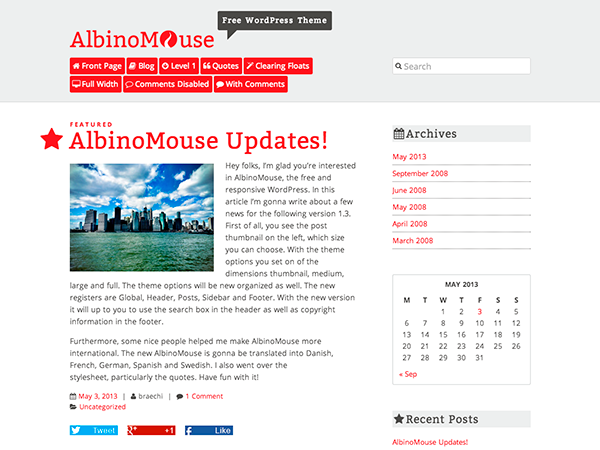 Free WordPress Theme
AlbinoMouse
Front Page Blog Level 1 Quotes Clearing Floats
Full Width Comments Disabled With Comments
Search
FEATURED
AlbinoMouse Updates!
Hey folks, I'm glad you're interested
in AlbinoMouse, the free and
responsive WordPress. In this
article I'm gonna write about a few
news for the following version 1.3.
First of all, you see the post
thumbnail on the left, which size
you can choose. With the theme
options you set on of the
dimensions thumbnail, medium,
large and full. The theme options will be new organized as well. The new
registers are Global, Header, Posts, Sidebar and Footer. With the new version
it will up to you to use the search box in the header as well as copyright
information in the footer.
Furthermore, some nice people helped me make AlbinoMouse more
international. The new AlbinoMouse is gonna be translated into Danish,
French, German, Spanish and Swedish. I also went over the
stylesheet, particularly the quotes. Have fun with it!
May 3, 2013 | braechi | 1 Comment
Uncategorized
Tweet +1 Like
Archives
May 2013
September 2008
June 2008
May 2008
April 2008
March 2008
MAY 2013
M T W T F S S
1 2 3 4 5
6 7 8 9 10 11 12
13 14 15 16 17 18 19
20 21 22 23 24 25 26
27 28 29 30 31
« Sep
Recent Posts
AlbinoMouse Updates!